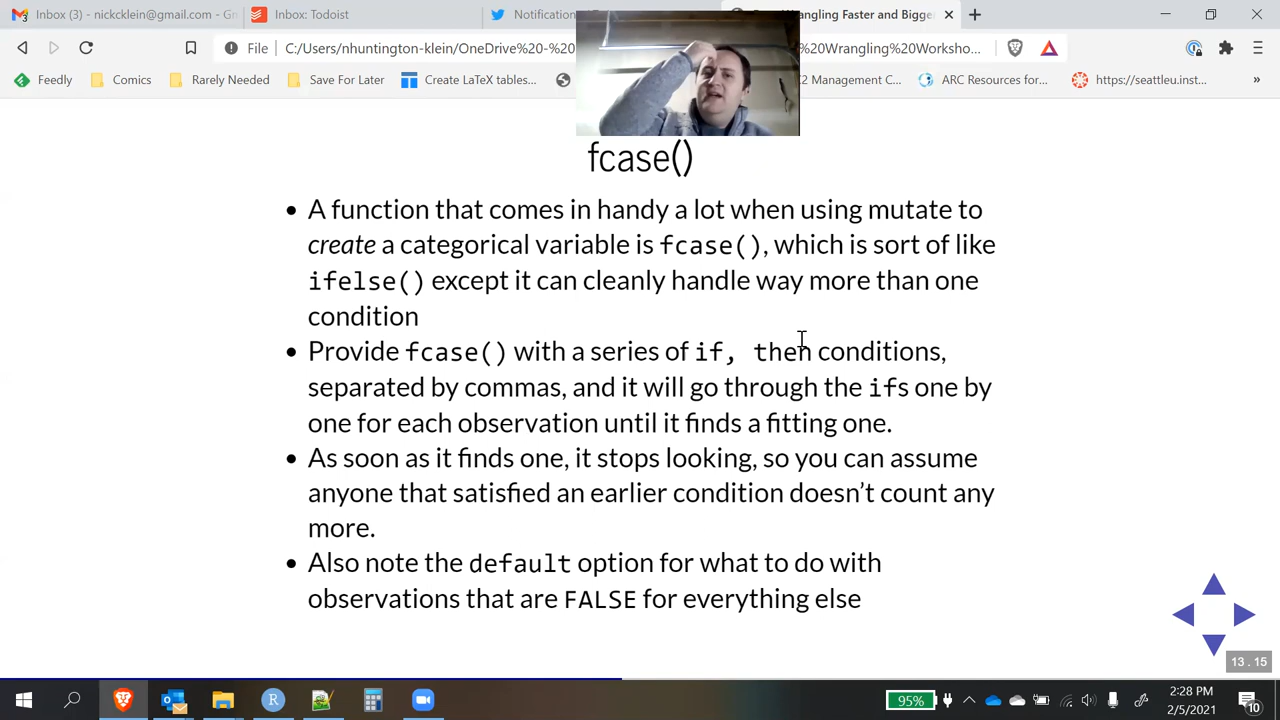 Inbox: nickcklein@gmail.com - Gn
Inbox: Todoist
Notification
Wrangling Faster and Bigger
File
C:/Users/nhuntington-klein/OneDrive%20-%20
%20Wrangling%20Worksho...
Feedly
Comics
Rarely Needed
Save For Later
Create LaTeX tables...
C2 Management C...
ARC Resources for...
https://seattleu.inst...
»
fcase()
• A function that comes in handy a lot when using mutate to
create a categorical variable is fcase(), which is sort of like
ifelse() except it can cleanly handle way more than one
condition
• Provide fcase() with a series of if, then conditions,
separated by commas, and it will go through the ifs one by
one for each observation until it finds a fitting one.
• As soon as it finds one, it stops looking, so you can assume
anyone that satisfied an earlier condition doesn't count any
more.
• Also note the default option for what to do with
observations that are FALSE for everything else
13.15
95%
2:28 PM
2/5/2021
10